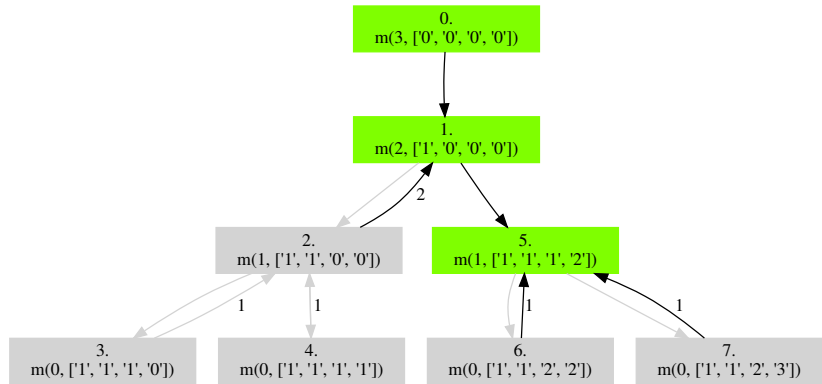 0.
m(3, ['0', '0', '0', '0'])
1.
m(2, ['1', '0', '0', '0'])
2
2.
m(1, ['1', '1', '0', '0'])
5.
m(1, ['1', '1', '1', '2'])
1
1
1
1
3.
m(0, ['1', '1', '1', '0'])
4.
m(0, ['1', '1', '1', '1'])
6.
m(0, ['1', '1', '2', '2'])
7.
m(0, ['1', '1', '2', '3'])